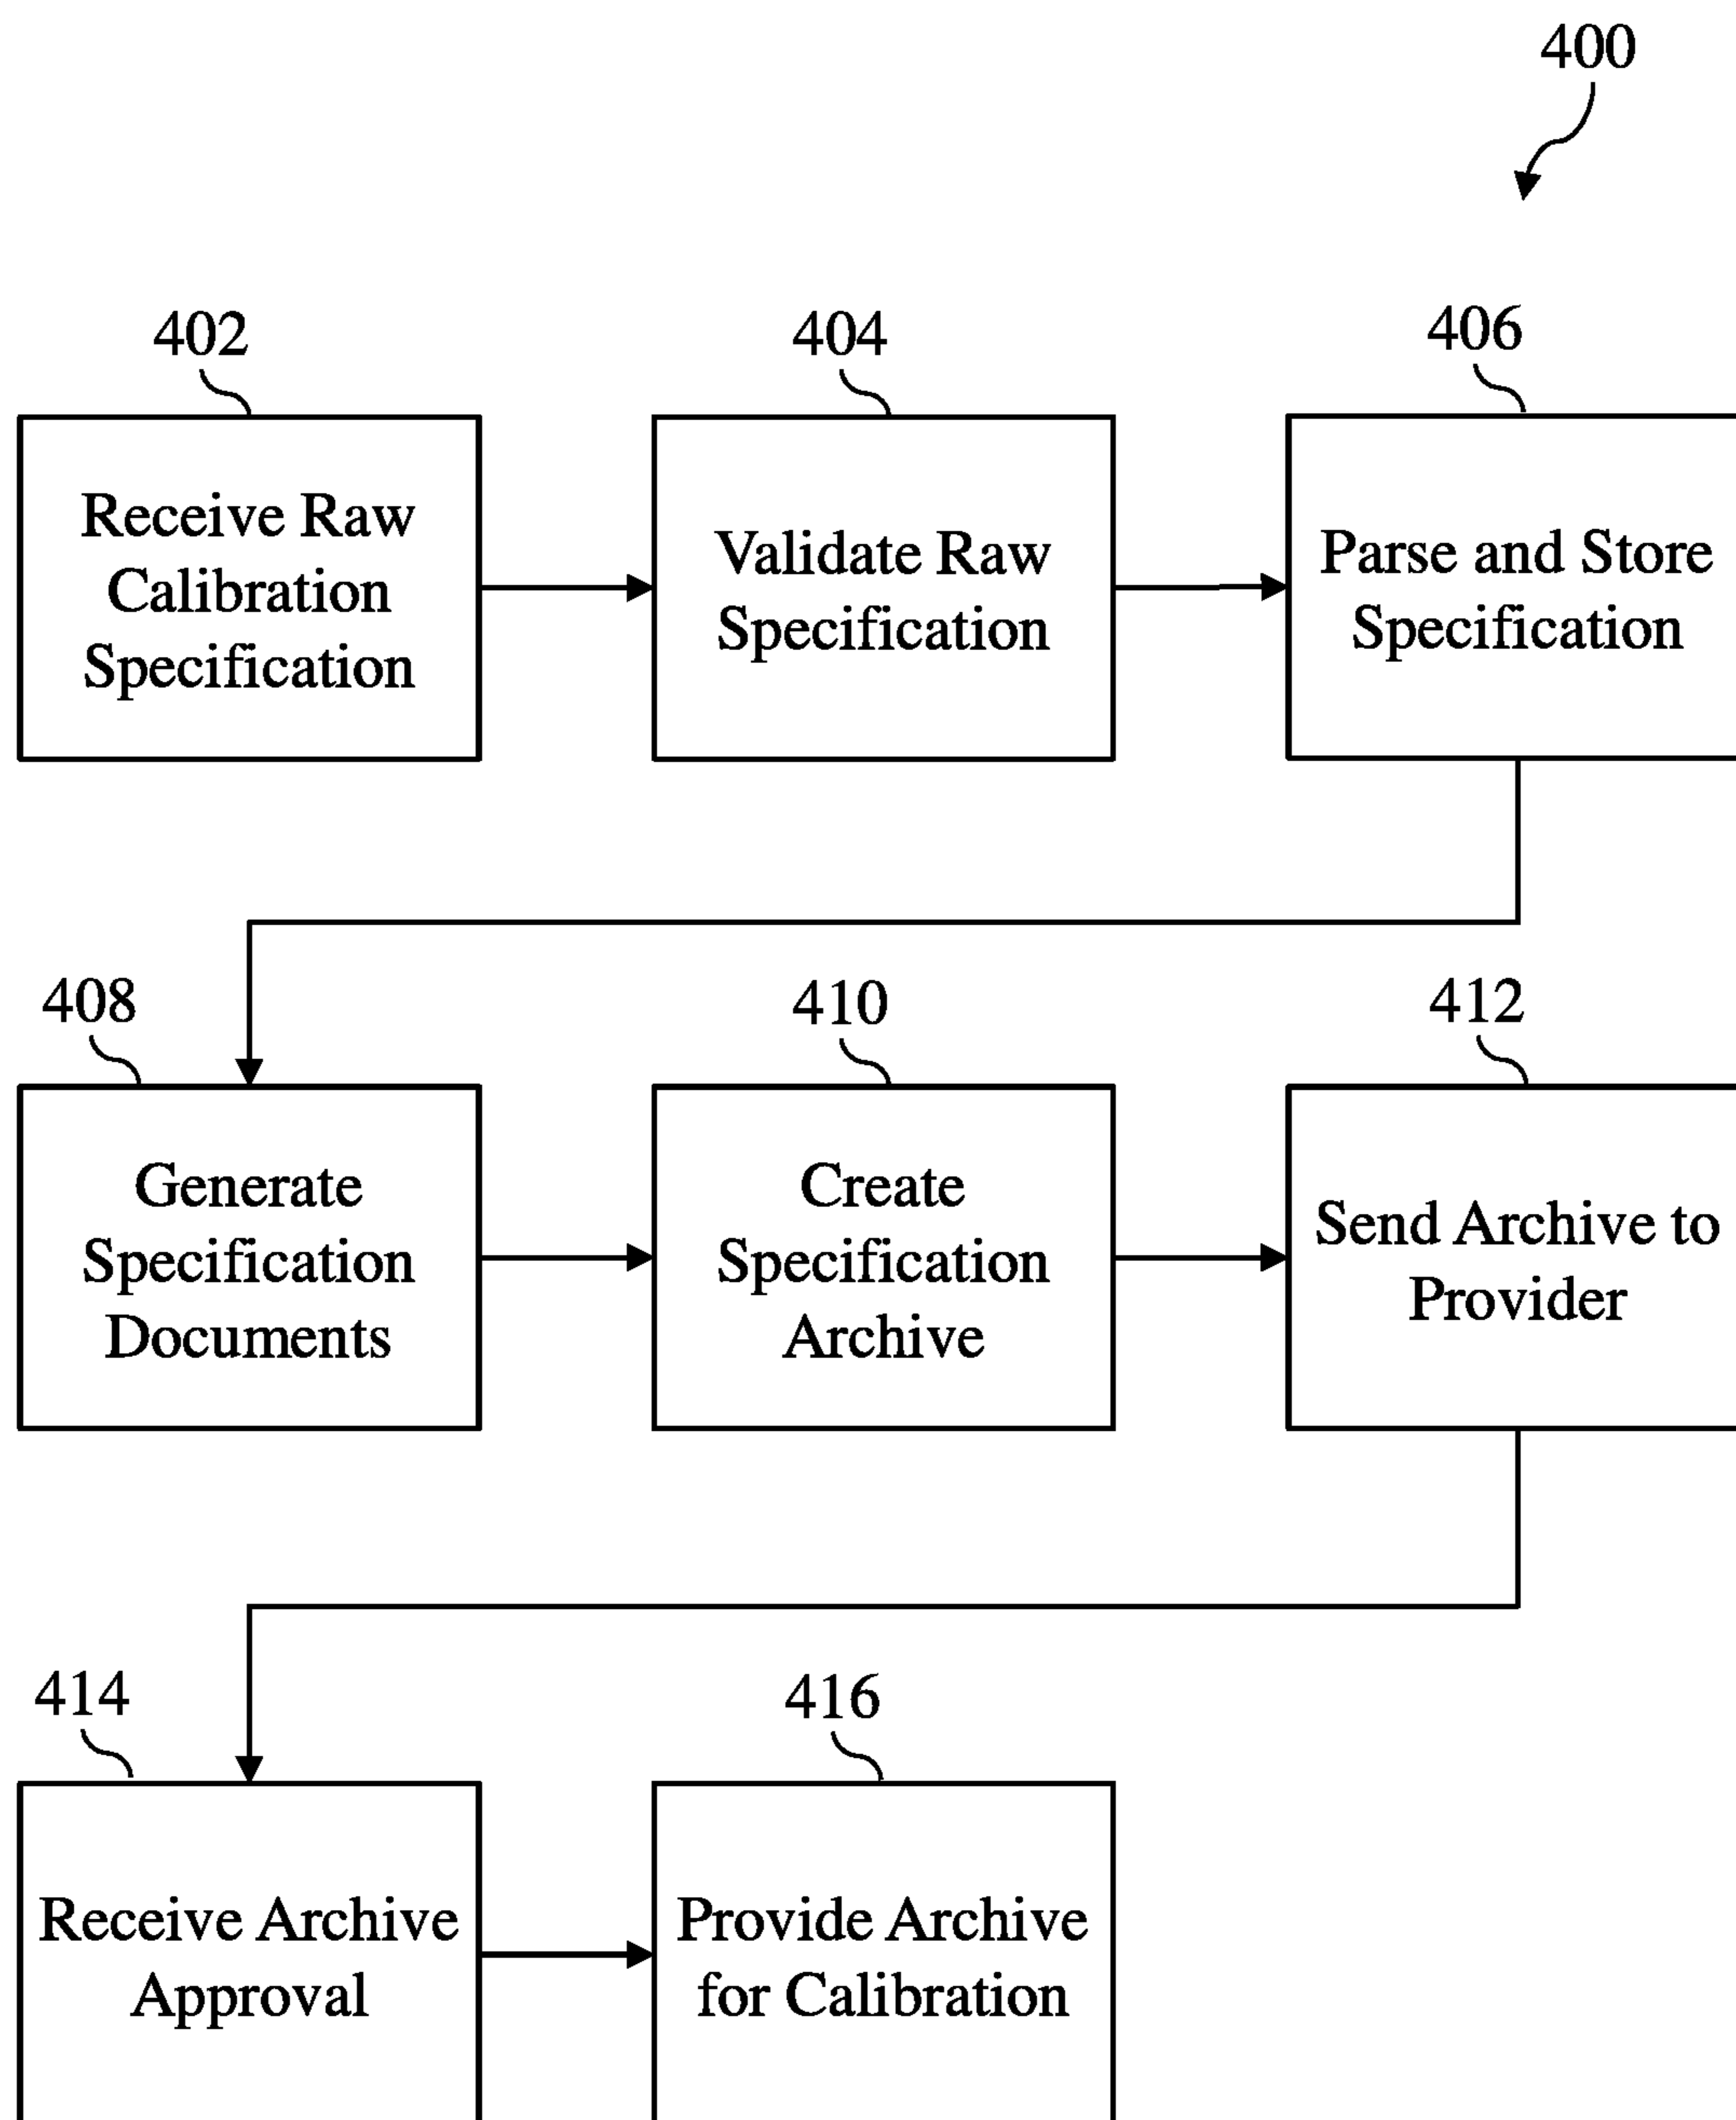 400
402
404
406
Receive Raw
Calibration
Specification
Validate Raw
Specification
Parse and Store
Specification
408
410
412
Generate
Specification
Documents
Create
Specification
Archive
Send Archive to
Provider
414
416
Receive Archive
Approval
Provide Archive
for Calibration